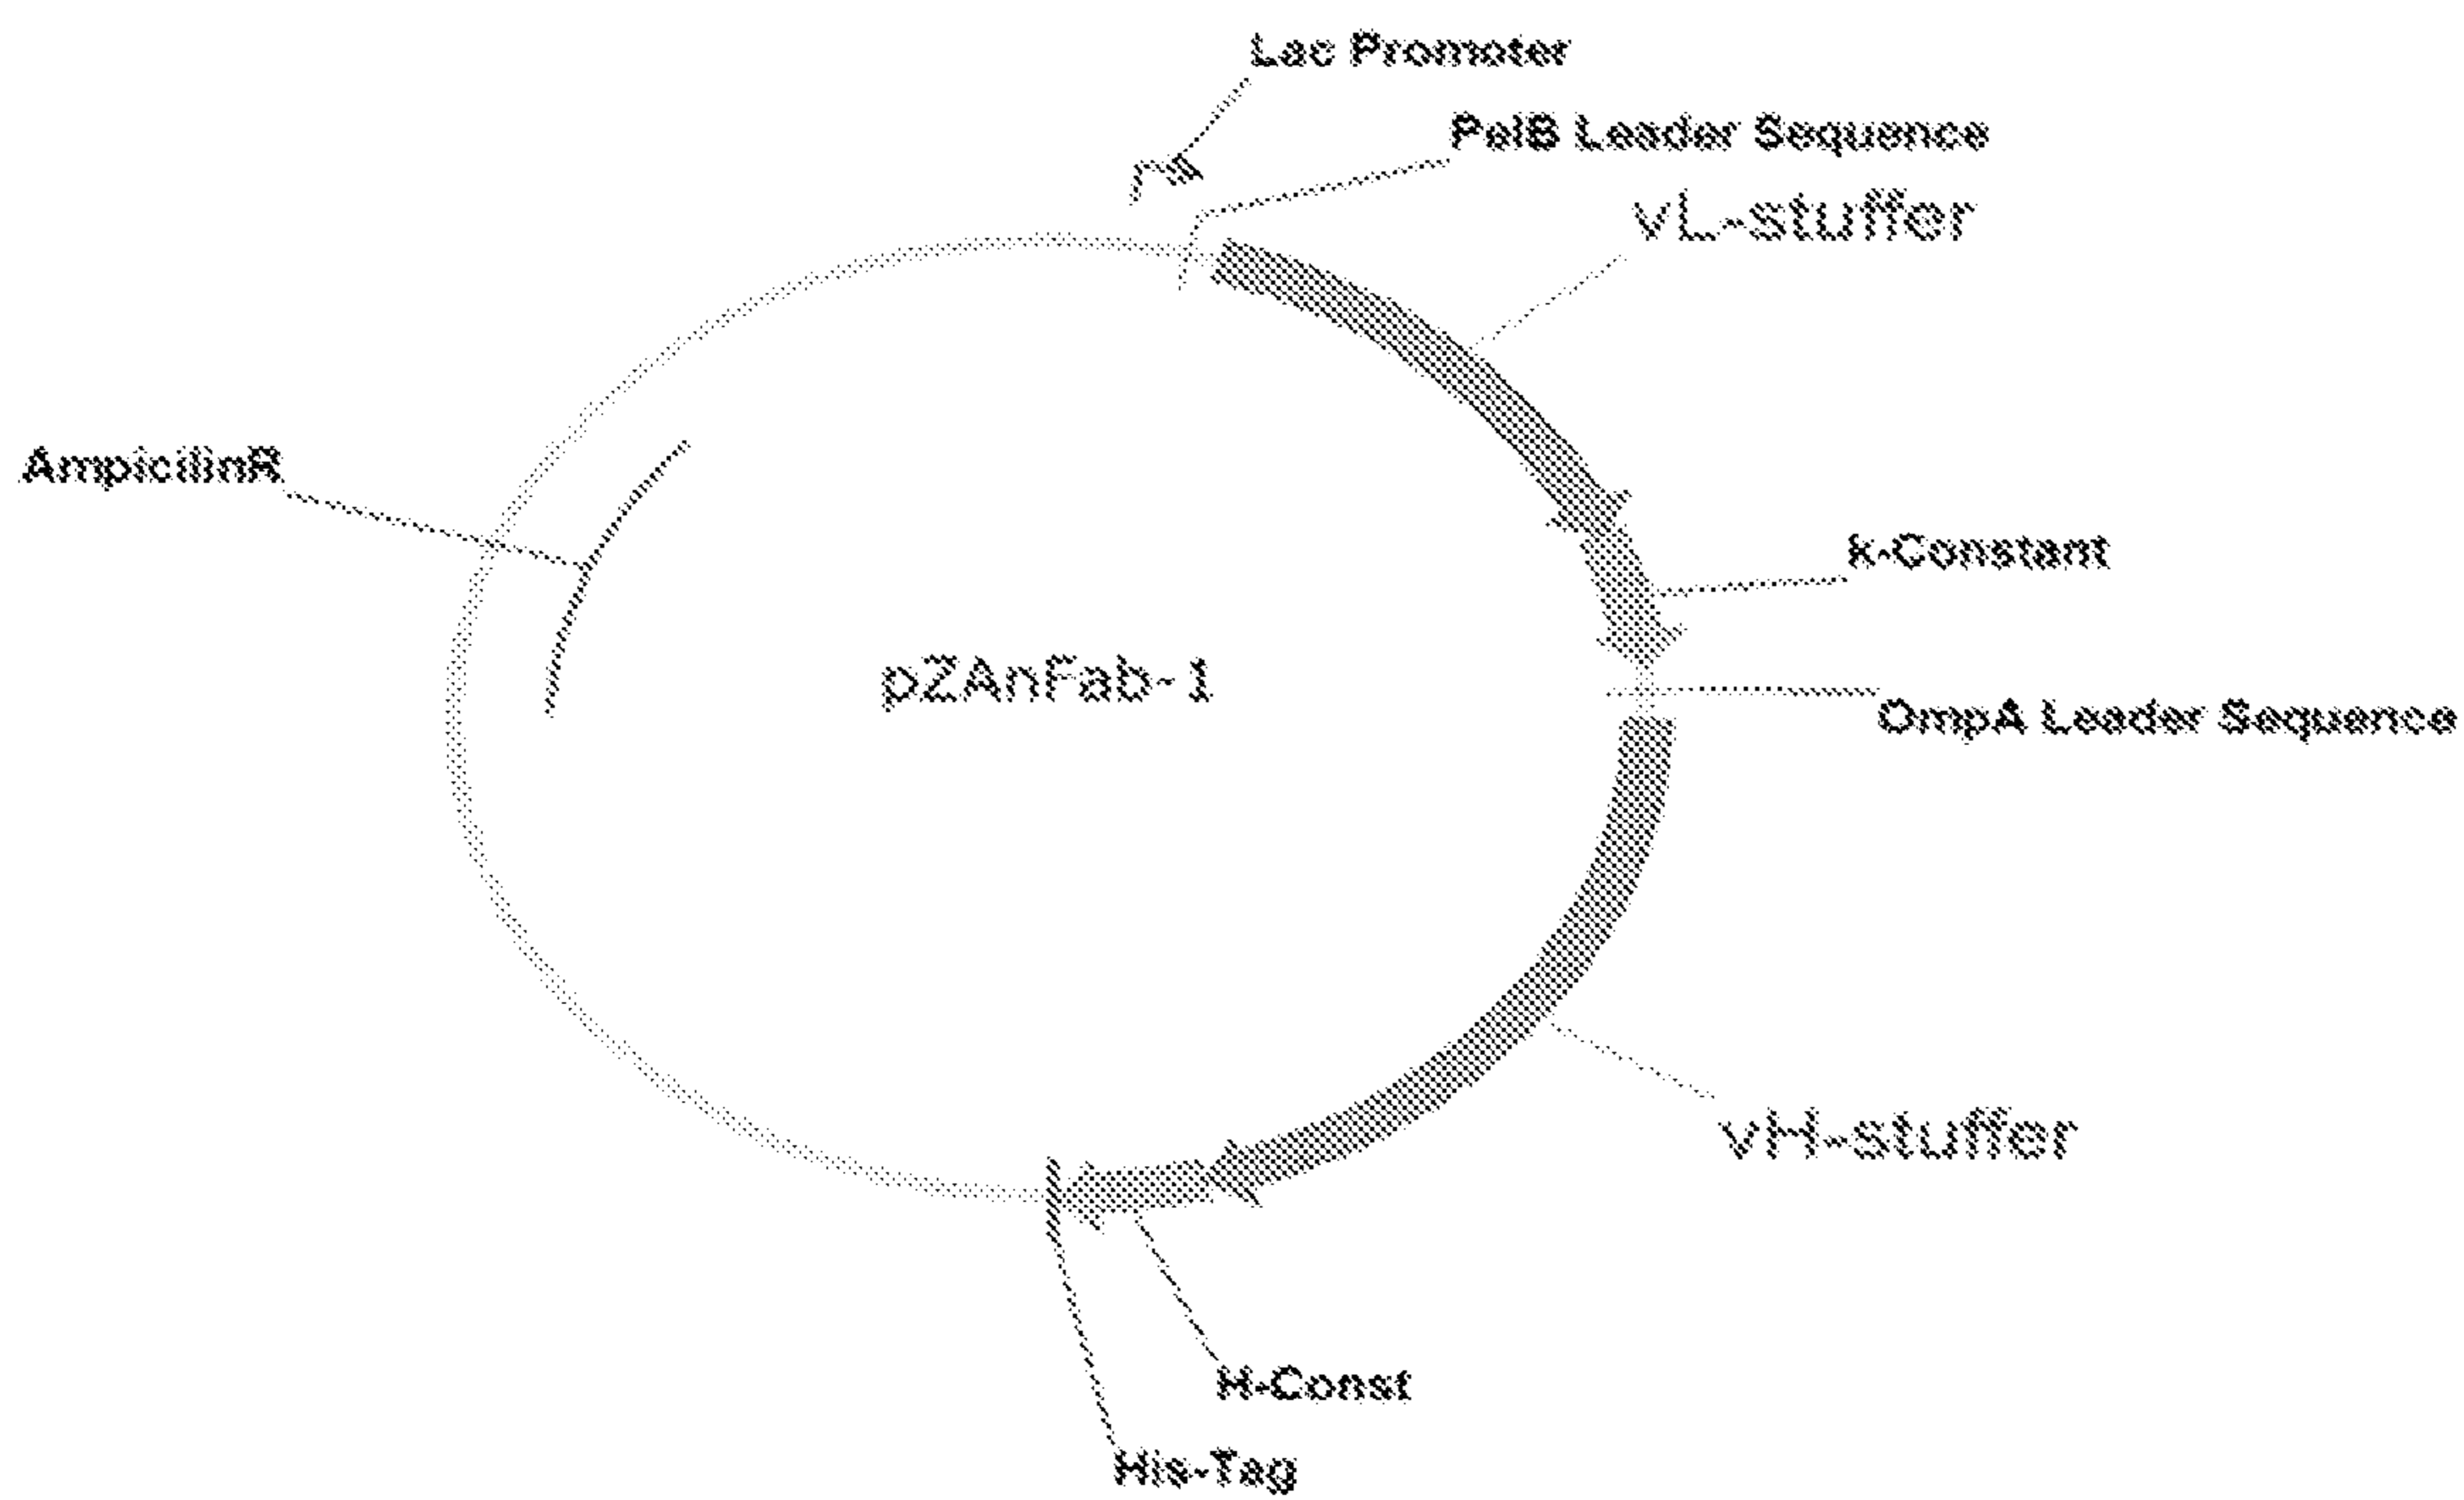 Lac Promoter
PelB Leader Sequence
vL-stuffer
AmpicilinR
k-Constant
pZAnFab-1
OmpA Leader Sequence
vH-stuffer
H-Const
His-Tag